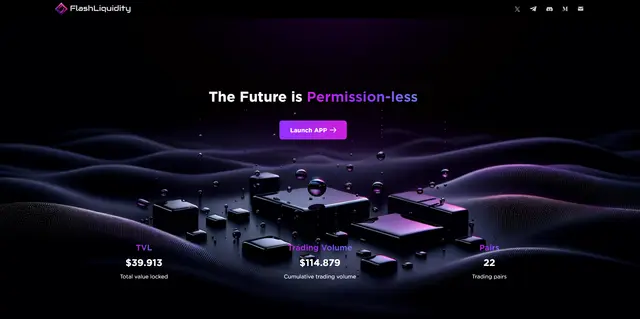 FlashLiquidity
The Future is Permission-less
Launch APP →
TVL
$39.913
Total value locked
Trading Volume
$114.879
Cumulative trading volume
Pairs
22
Trading pairs